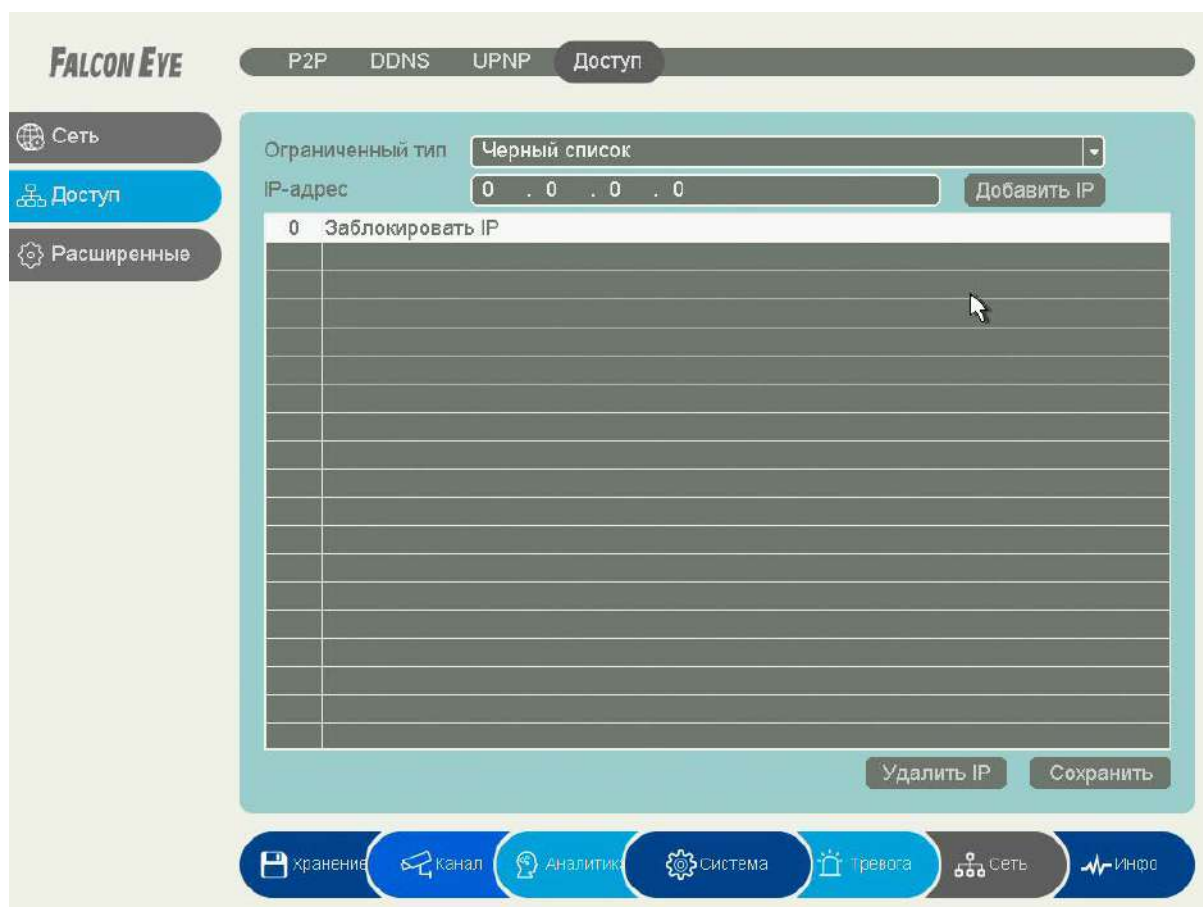 FALCON EYE
P2P DDNS UPNP Доступ
Сеть
Доступ
Расширенные
Ограниченный тип Черный список
IP-адрес 0 . 0 . 0 . 0 Добавить IP
0 Заблокировать IP
Удалить IP Сохранить
Хранение Канал Аналитик Система Тревога Сеть Инфо